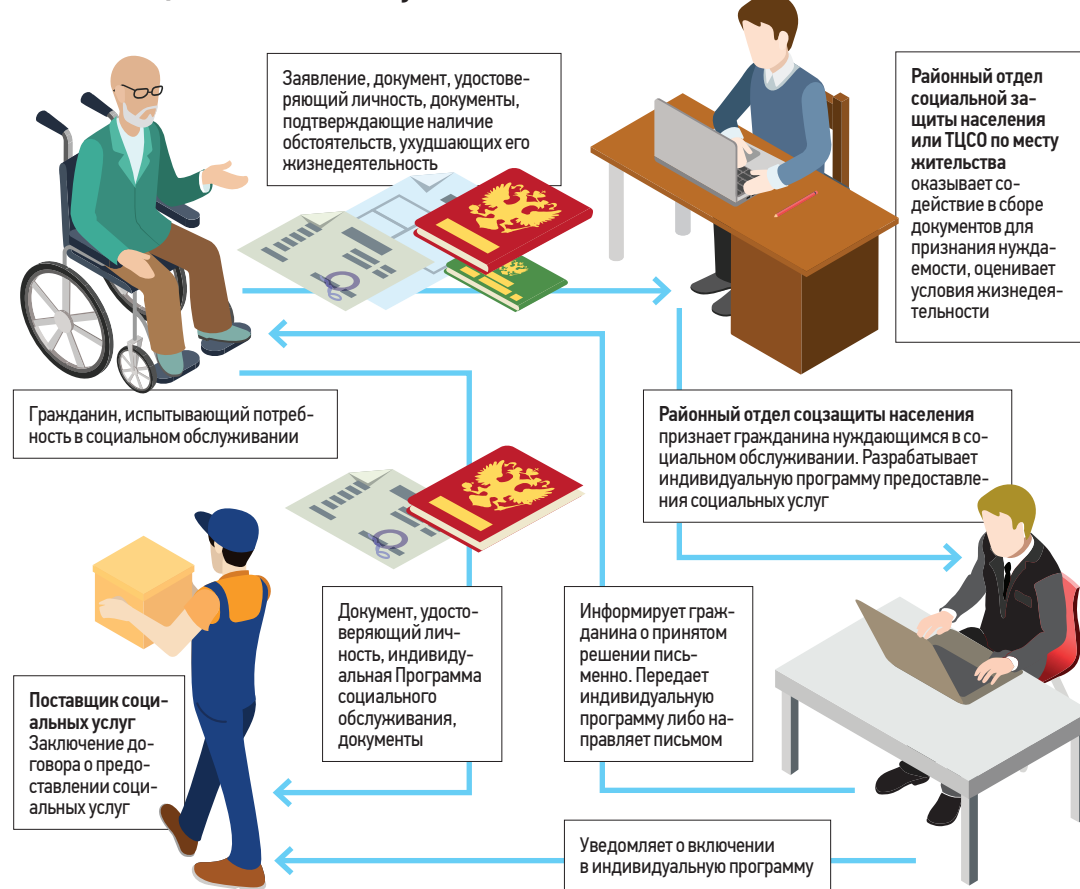 Заявление, документ, удостове-
ряющий личность, документы,
подтверждающие наличие
обстоятельств, ухудшающих его
жизнедеятельность
Районный отдел
социальной за-
щиты населения
или ТЦСО по месту
жительства
оказывает со-
действие в сборе
документов для
признания нужда-
емости, оценивает
условия жизнедея-
тельности
Гражданин, испытывающий потреб-
ность в социальном обслуживании
Районный отдел соцзащиты населения
признает гражданина нуждающимся в со-
циальном обслуживании. Разрабатывает
индивидуальную программу предоставле-
ния социальных услуг
Документ, удосто-
веряющий лич-
ность, индивиду-
альная Программа
социального
обслуживания,
документы
Информирует граж-
данина о принятом
решении пись-
менно. Передает
индивидуальную
программу либо на-
правляет письмом
Поставщик соци-
альных услуг
Заключение до-
говора о предо-
ставлении соци-
альных услуг
Уведомляет о включении
в индивидуальную программу